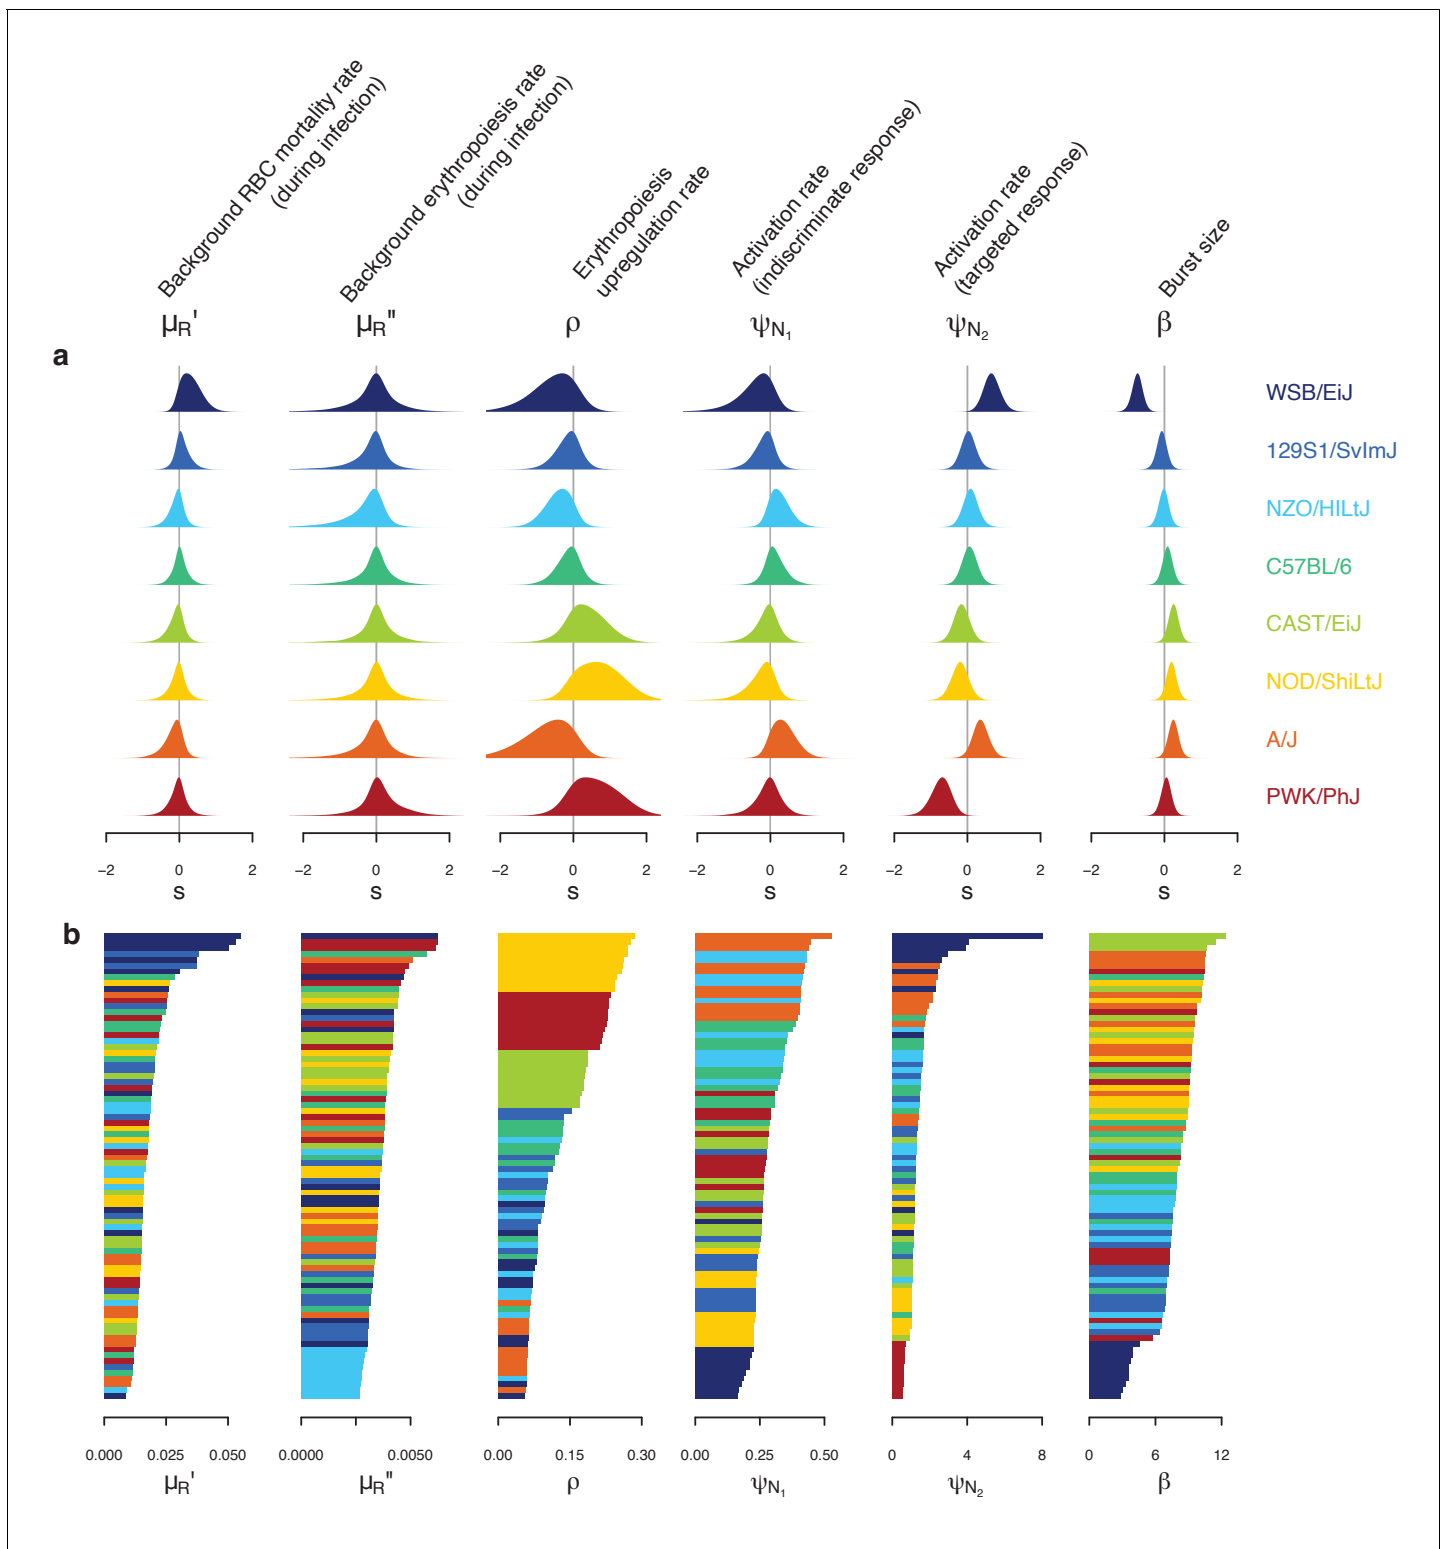 Background RBC mortality rate
(during infection)
Background erythropoiesis rate
(during infection)
Erythropoiesis
upregulation rate
Activation rate
(indiscriminate response)
Activation rate
(targeted response)
Burst size
μR' μR'' ρ ψN1 ψN2 β
a
WSB/EiJ
129S1/SvImJ
NZO/HILtJ
C57BL/6
CAST/EiJ
NOD/ShiLtJ
A/J
PWK/PhJ
−2 0 2 −2 0 2 −2 0 2 −2 0 2 −2 0 2 −2 0 2
s s s s s s
b
0.000 0.025 0.050 0.0000 0.0050 0.00 0.15 0.30 0.00 0.25 0.50 0 4 8 0 6 12
μR' μR'' ρ ψN1 ψN2 β